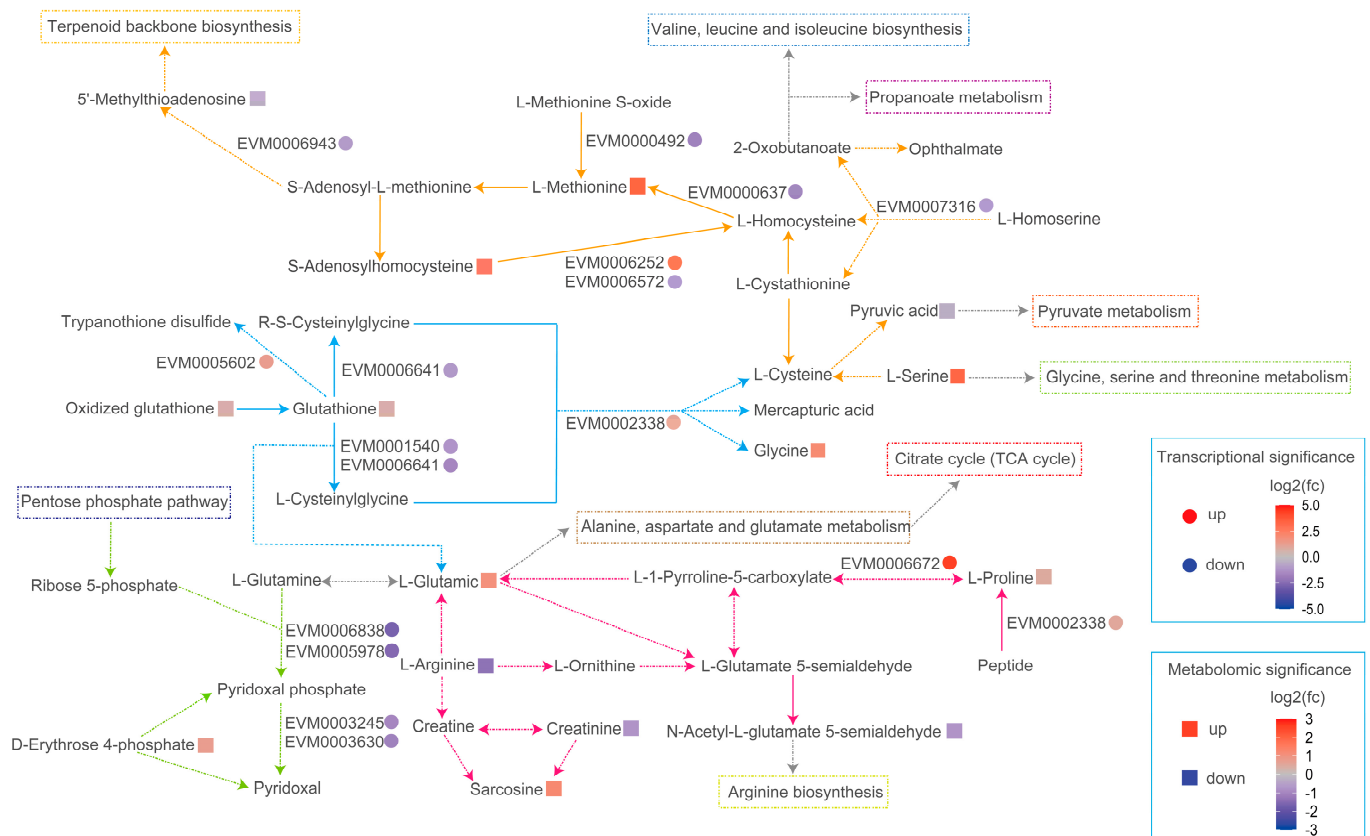 Terpenoid backbone biosynthesis
Valine, leucine and isoleucine biosynthesis
5'-Methylthioadenosine
L-Methionine S-oxide
Propanoate metabolism
EVM0006943
EVM0000492
2-Oxobutanoate
Ophthalmate
S-Adenosyl-L-methionine
L-Methionine
EVM0000637
EVM0007316
L-Homocysteine
L-Homoserine
S-Adenosylhomocysteine
EVM0006252
EVM0006572
L-Cystathionine
Trypanothione disulfide
R-S-Cysteinylglycine
Pyruvic acid
Pyruvate metabolism
EVM0005602
EVM0006641
L-Cysteine
L-Serine
Glycine, serine and threonine metabolism
Oxidized glutathione
Glutathione
EVM0002338
Mercapturic acid
EVM0001540
EVM0006641
Glycine
Citrate cycle (TCA cycle)
L-Cysteinylglycine
Pentose phosphate pathway
Alanine, aspartate and glutamate metabolism
Ribose 5-phosphate
L-Glutamine
L-Glutamic
L-1-Pyrroline-5-carboxylate
EVM0006672
L-Proline
EVM0006838
EVM0005978
EVM0002338
L-Arginine
L-Ornithine
L-Glutamate 5-semialdehyde
Peptide
Pyridoxal phosphate
EVM0003245
EVM0003630
Creatine
Creatinine
N-Acetyl-L-glutamate 5-semialdehyde
D-Erythrose 4-phosphate
Pyridoxal
Sarcosine
Arginine biosynthesis
Transcriptional significance
log2(fc)
5.0
up
2.5
0.0
down
-2.5
-5.0
Metabolomic significance
log2(fc)
3
up
2
1
0
down
-1
-2
-3